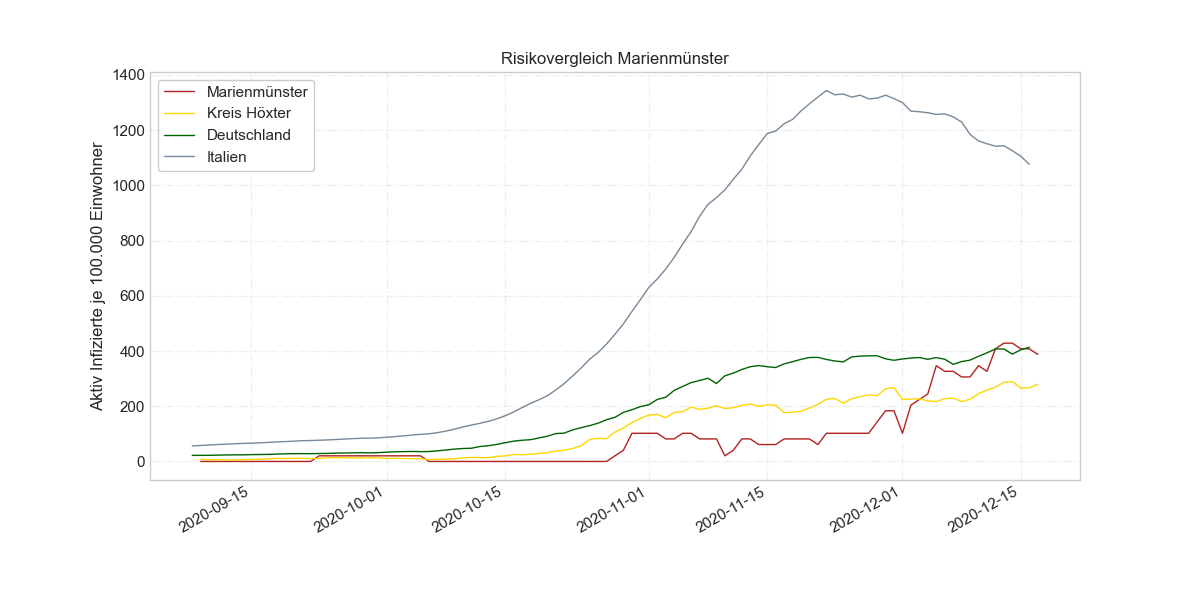 Risikovergleich Marienmünster
Aktiv Infizierte je 100.000 Einwohner
1400
1200
1000
800
600
400
200
0
Marienmünster
Kreis Höxter
Deutschland
Italien
2020-09-15
2020-10-01
2020-10-15
2020-11-01
2020-11-15
2020-12-01
2020-12-15